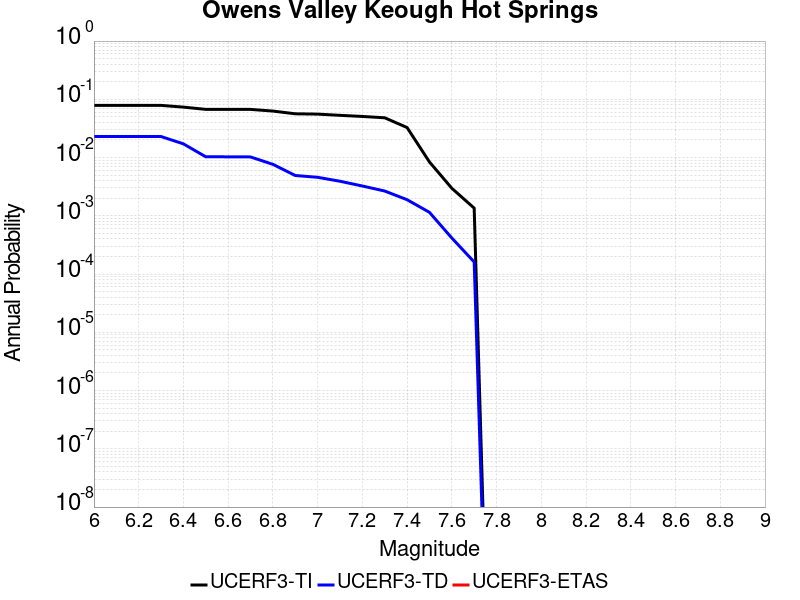 Owens Valley Keough Hot Springs
10^0
10^-1
10^-2
10^-3
10^-4
10^-5
10^-6
10^-7
10^-8
Annual Probability
6 6.2 6.4 6.6 6.8 7 7.2 7.4 7.6 7.8 8 8.2 8.4 8.6 8.8 9
Magnitude
UCERF3-TI UCERF3-TD UCERF3-ETAS